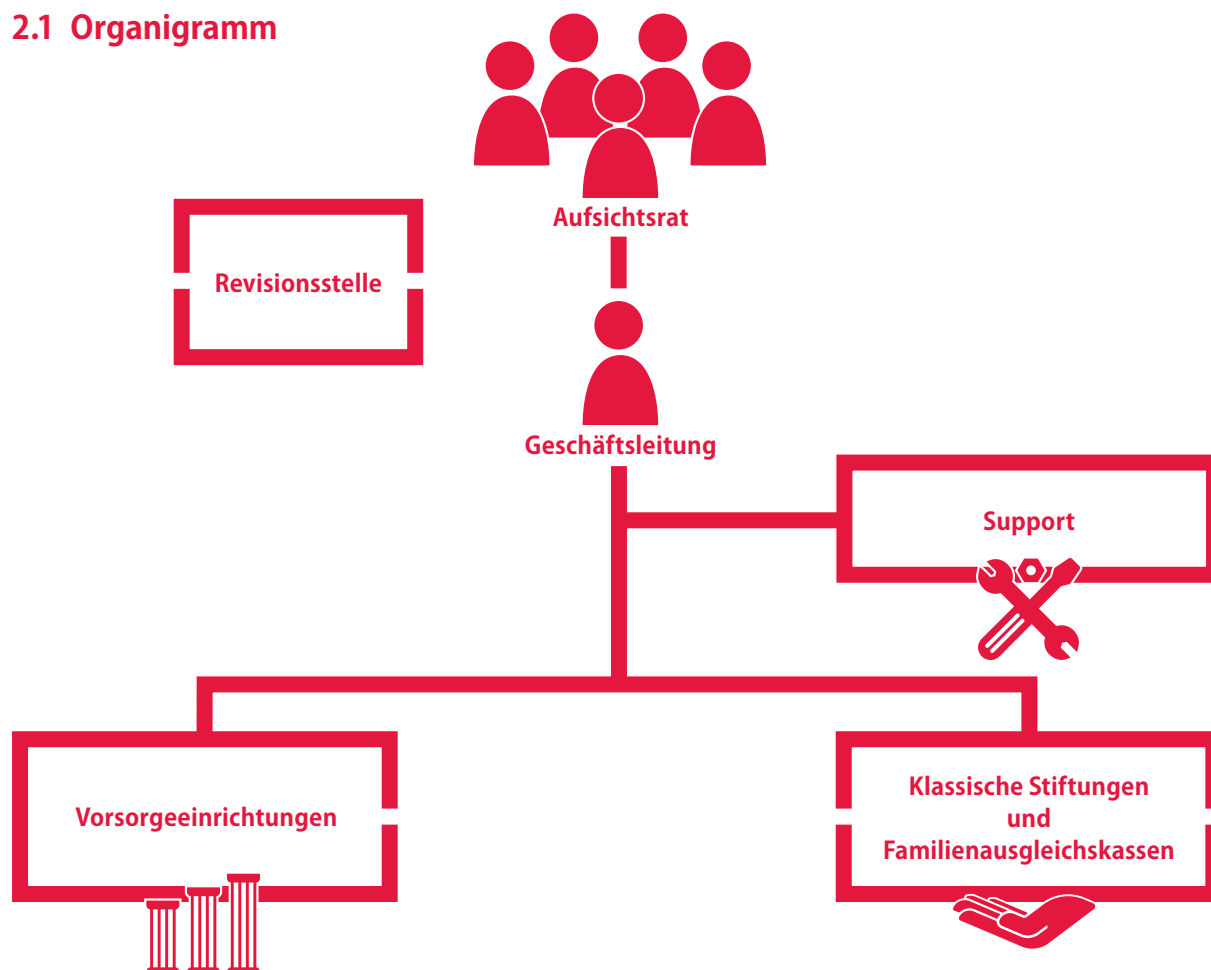 2.1 Organigramm
Aufsichtsrat
Revisionsstelle
Geschäftsleitung
Support
Vorsorgeeinrichtungen
Klassische Stiftungen
und
Familienausgleichskassen